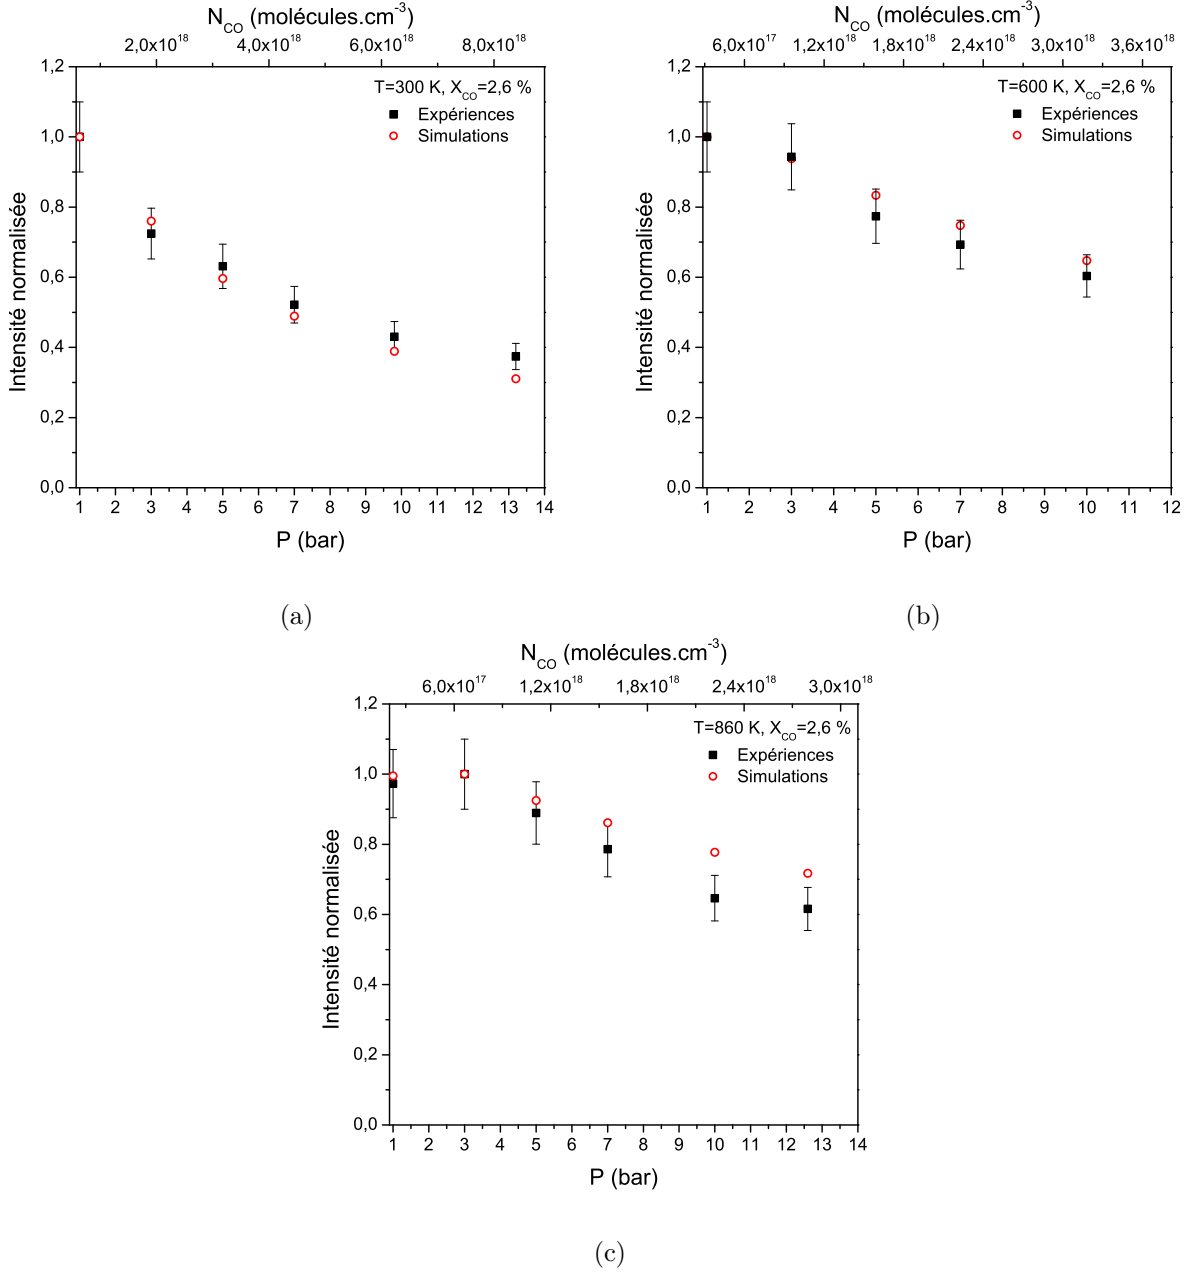 N_CO (molécules.cm^-3)
2,0x10^18 4,0x10^18 6,0x10^18 8,0x10^18
T=300 K, X_CO=2,6 %
Expériences
Simulations
Intensité normalisée
1,2
1,0
0,8
0,6
0,4
0,2
0,0
1 2 3 4 5 6 7 8 9 10 11 12 13 14
P (bar)
(a)
N_CO (molécules.cm^-3)
6,0x10^17 1,2x10^18 1,8x10^18 2,4x10^18 3,0x10^18 3,6x10^18
T=600 K, X_CO=2,6 %
Expériences
Simulations
Intensité normalisée
1,2
1,0
0,8
0,6
0,4
0,2
0,0
1 2 3 4 5 6 7 8 9 10 11 12
P (bar)
(b)
N_CO (molécules.cm^-3)
6,0x10^17 1,2x10^18 1,8x10^18 2,4x10^18 3,0x10^18
T=860 K, X_CO=2,6 %
Expériences
Simulations
Intensité normalisée
1,2
1,0
0,8
0,6
0,4
0,2
0,0
1 2 3 4 5 6 7 8 9 10 11 12 13 14
P (bar)
(c)